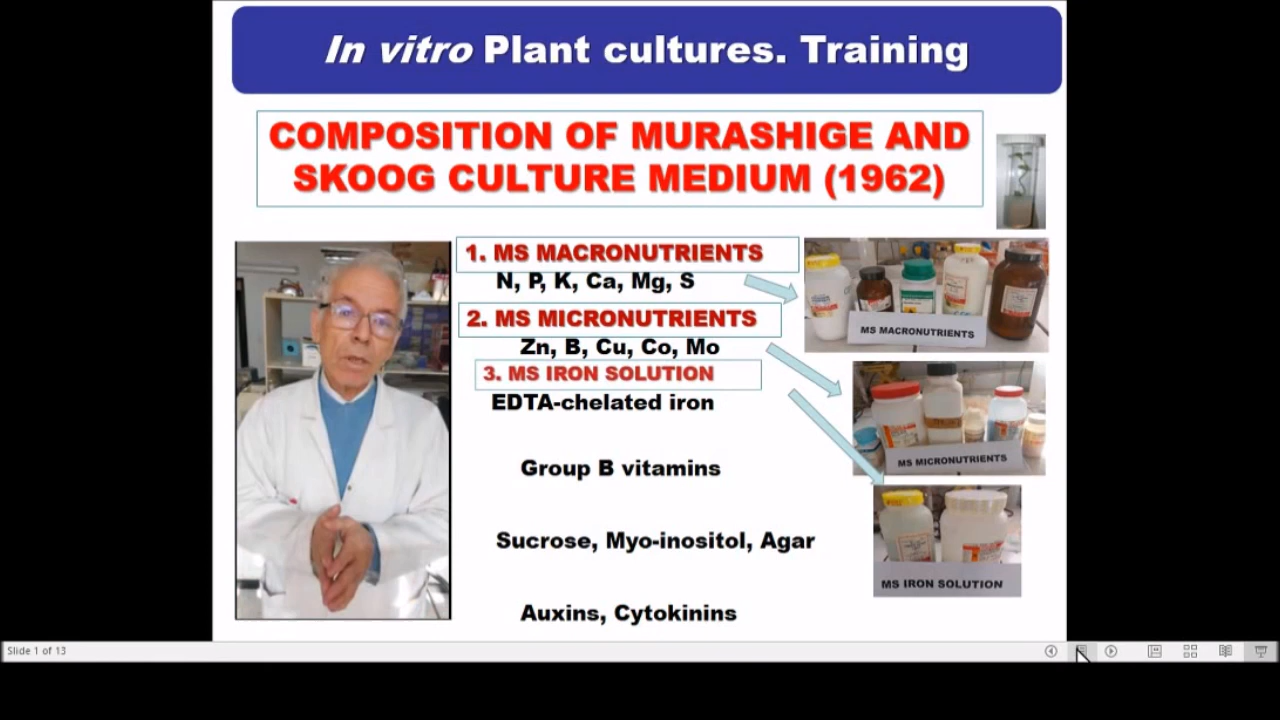 In vitro Plant cultures. Training
COMPOSITION OF MURASHIGE AND
SKOOG CULTURE MEDIUM (1962)
1. MS MACRONUTRIENTS
N, P, K, Ca, Mg, S
MS MACRONUTRIENTS
2. MS MICRONUTRIENTS
Zn, B, Cu, Co, Mo
3. MS IRON SOLUTION
EDTA-chelated iron
MS MICRONUTRIENTS
Group B vitamins
Sucrose, Myo-inositol, Agar
MS IRON SOLUTION
Auxins, Cytokinins
Slide 1 of 13